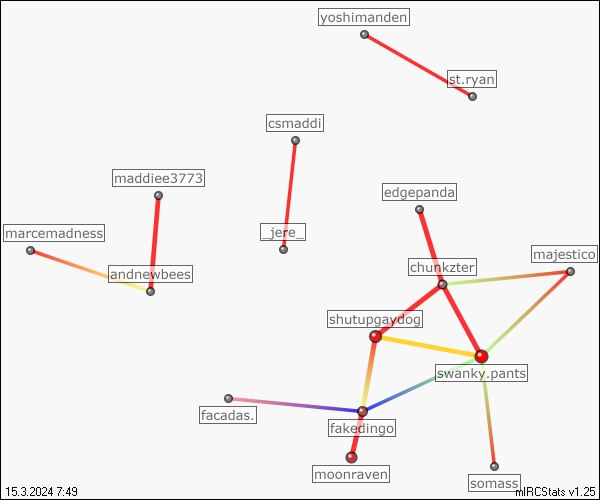 yoshimanden
st.ryan
csmaddi
maddiee3773
edgepanda
marcemadness
_jere_
majestico
andnewbees
chunkzter
shutupgaydog
swanky.pants
facadas.
fakedingo
moonraven
somass
15.3.2024 7:49
mIRCStats v1.25